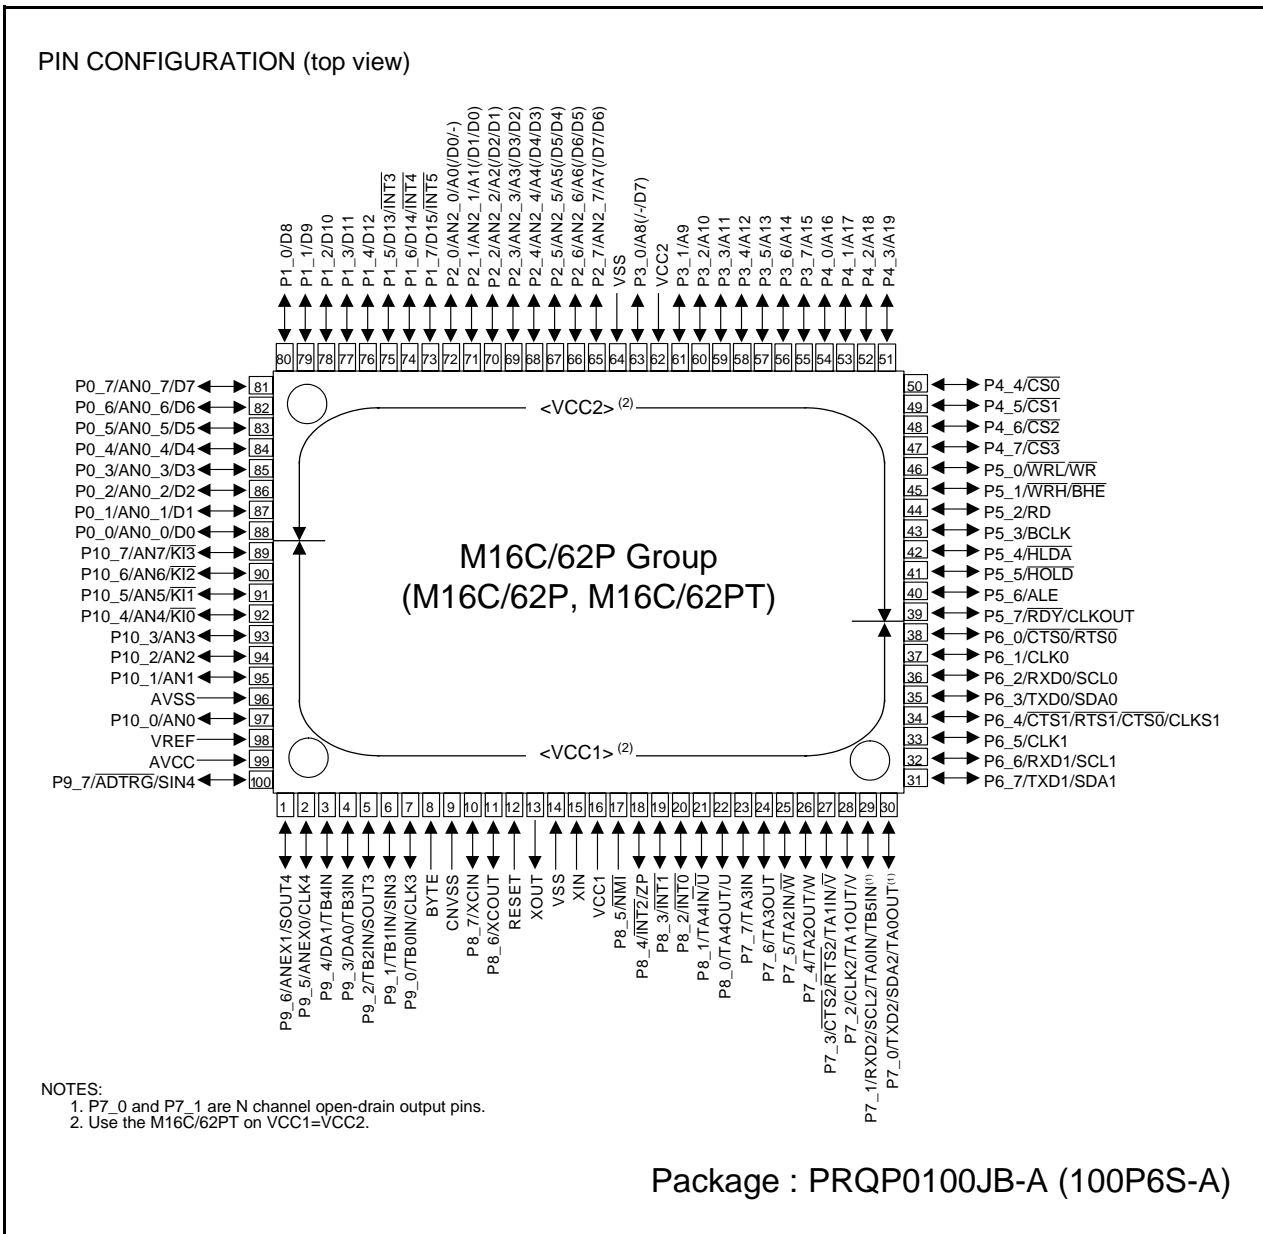 PIN CONFIGURATION (top view)
P1_0/D8
P1_1/D9
P1_2/D10
P1_3/D11
P1_4/D12
P1_5/D13/INT3
P1_6/D14/INT4
P1_7/D15/INT5
P2_0/AN2_0/A0(/D0/-)
P2_1/AN2_1/A1(/D1/D0)
P2_2/AN2_2/A2(/D2/D1)
P2_3/AN2_3/A3(/D3/D2)
P2_4/AN2_4/A4(/D4/D3)
P2_5/AN2_5/A5(/D5/D4)
P2_6/AN2_6/A6(/D6/D5)
P2_7/AN2_7/A7(/D7/D6)
VSS
P3_0/A8(/-/D7)
VCC2
P3_1/A9
P3_2/A10
P3_3/A11
P3_4/A12
P3_5/A13
P3_6/A14
P3_7/A15
P4_0/A16
P4_1/A17
P4_2/A18
P4_3/A19
80 79 78 77 76 75 74 73 72 71 70 69 68 67 66 65 64 63 62 61 60 59 58 57 56 55 54 53 52 51
P0_7/AN0_7/D7 81
P0_6/AN0_6/D6 82
P0_5/AN0_5/D5 83
P0_4/AN0_4/D4 84
P0_3/AN0_3/D3 85
P0_2/AN0_2/D2 86
P0_1/AN0_1/D1 87
P0_0/AN0_0/D0 88
P10_7/AN7/KI3 89
P10_6/AN6/KI2 90
P10_5/AN5/KI1 91
P10_4/AN4/KI0 92
P10_3/AN3 93
P10_2/AN2 94
P10_1/AN1 95
AVSS 96
P10_0/AN0 97
VREF 98
AVCC 99
P9_7/ADTRG/SIN4 100
<VCC2> (2)
M16C/62P Group
(M16C/62P, M16C/62PT)
<VCC1> (2)
50 P4_4/CS0
49 P4_5/CS1
48 P4_6/CS2
47 P4_7/CS3
46 P5_0/WRL/WR
45 P5_1/WRH/BHE
44 P5_2/RD
43 P5_3/BCLK
42 P5_4/HLDA
41 P5_5/HOLD
40 P5_6/ALE
39 P5_7/RDY/CLKOUT
38 P6_0/CTS0/RTS0
37 P6_1/CLK0
36 P6_2/RXD0/SCL0
35 P6_3/TXD0/SDA0
34 P6_4/CTS1/RTS1/CTS0/CLKS1
33 P6_5/CLK1
32 P6_6/RXD1/SCL1
31 P6_7/TXD1/SDA1
1 2 3 4 5 6 7 8 9 10 11 12 13 14 15 16 17 18 19 20 21 22 23 24 25 26 27 28 29 30
P9_6/ANEX1/SOUT4
P9_5/ANEX0/CLK4
P9_4/DA1/TB4IN
P9_3/DA0/TB3IN
P9_2/TB2IN/SOUT3
P9_1/TB1IN/SIN3
P9_0/TB0IN/CLK3
BYTE
CNVSS
P8_7/XCIN
P8_6/XCOUT
RESET
XOUT
VSS
XIN
VCC1
P8_5/NMI
P8_4/INT2/ZP
P8_3/INT1
P8_2/INT0
P8_1/TA4IN/U
P8_0/TA4OUT/U
P7_7/TA3IN
P7_6/TA3OUT
P7_5/TA2IN/W
P7_4/TA2OUT/W
P7_3/CTS2/RTS2/TA1IN/V
P7_2/CLK2/TA1OUT/V
P7_1/RXD2/SCL2/TA0IN/TB5IN(1)
P7_0/TXD2/SDA2/TA0OUT(1)
NOTES:
1. P7_0 and P7_1 are N channel open-drain output pins.
2. Use the M16C/62PT on VCC1=VCC2.
Package : PRQP0100JB-A (100P6S-A)